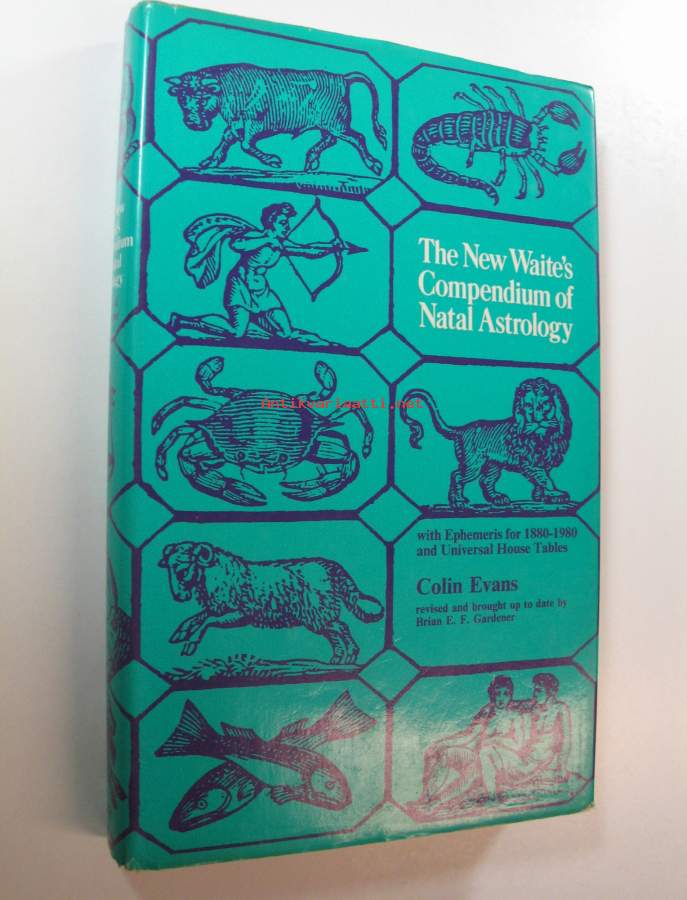 The New Waite's
Compendium of
Natal Astrology
antikvariaatti.net
with Ephemeris for 1880-1980
and Universal House Tables
Colin Evans
revised and brought up to date by
Brian E. F. Gardener